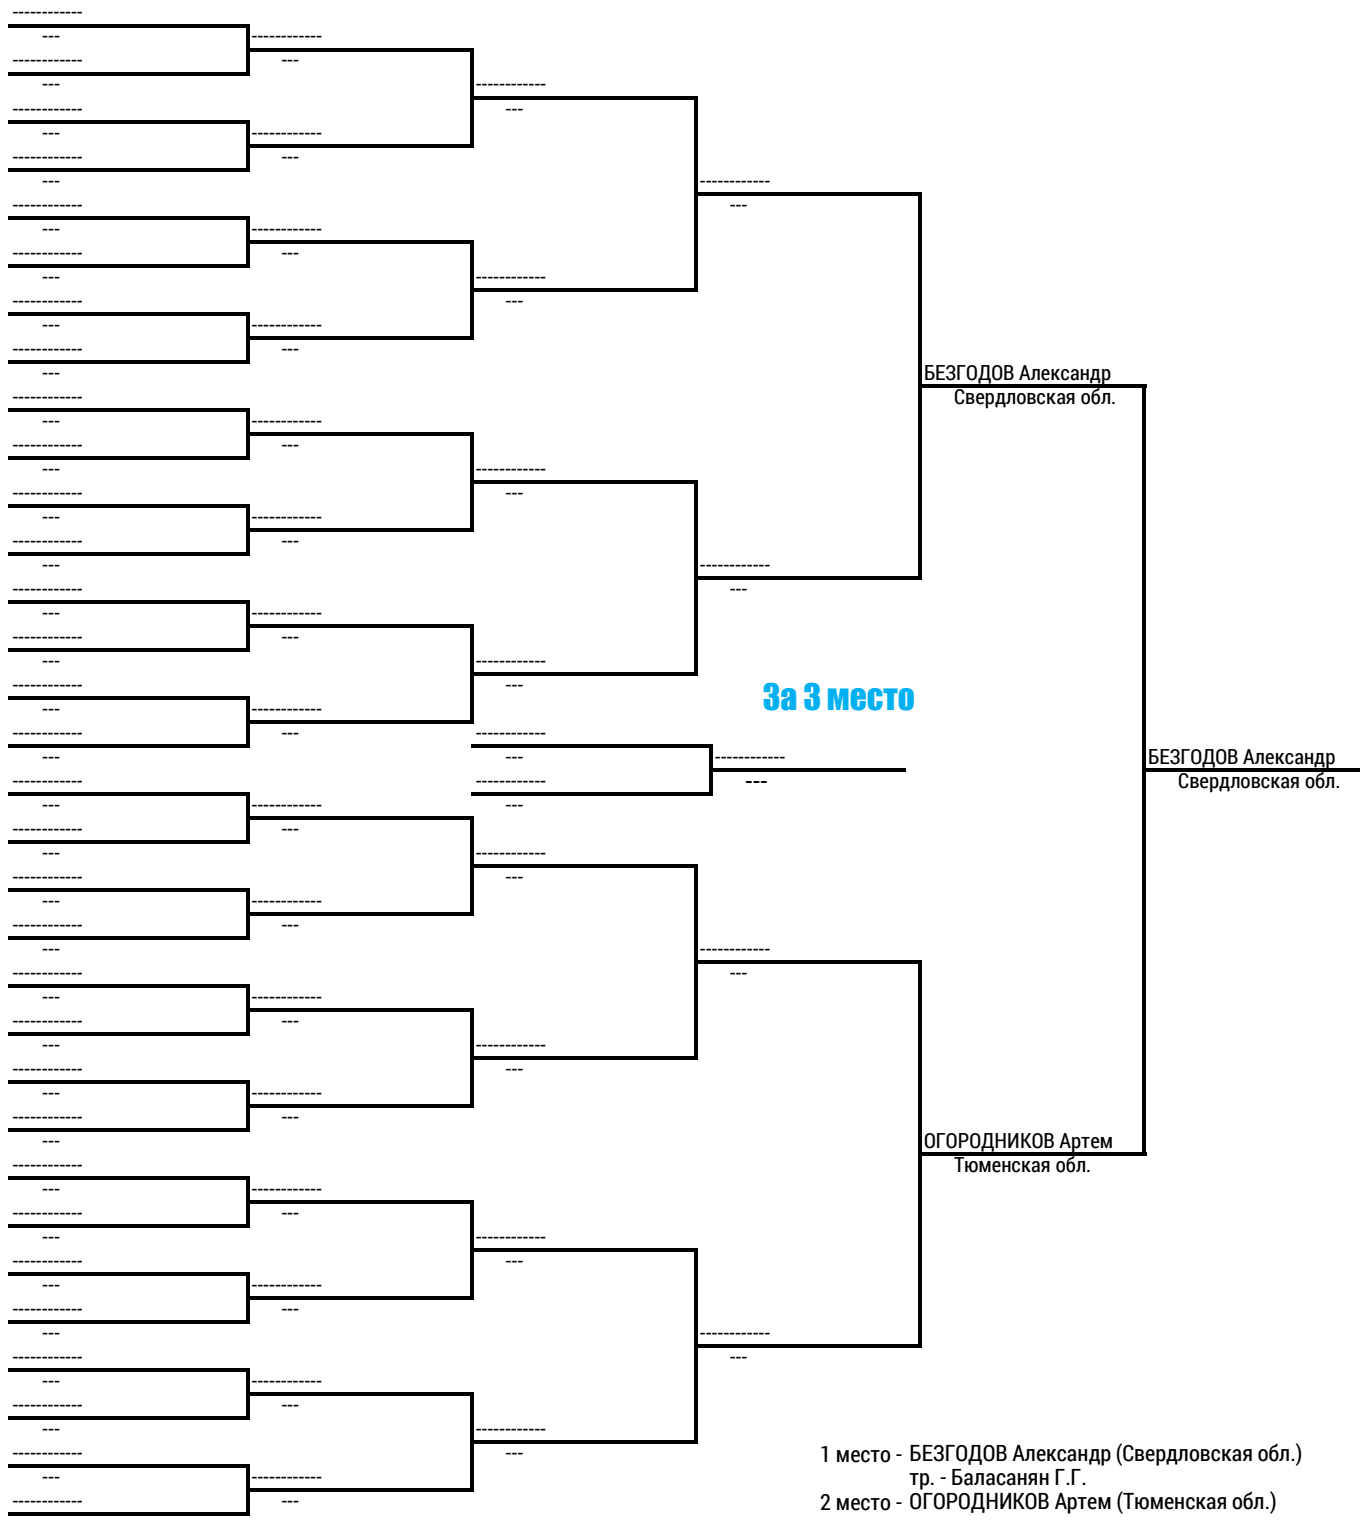 БЕЗГОДОВ Александр
Свердловская обл.
За 3 место
БЕЗГОДОВ Александр
Свердловская обл.
ОГОРОДНИКОВ Артем
Тюменская обл.
1 место - БЕЗГОДОВ Александр (Свердловская обл.)
тр. - Баласанян Г.Г.
2 место - ОГОРОДНИКОВ Артем (Тюменская обл.)